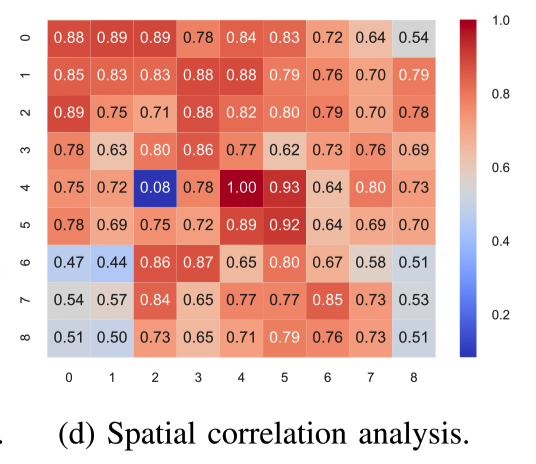 0 0.88 0.89 0.89 0.78 0.84 0.83 0.72 0.64 0.54
1 0.85 0.83 0.83 0.88 0.88 0.79 0.76 0.70 0.79
2 0.89 0.75 0.71 0.88 0.82 0.80 0.79 0.70 0.78
3 0.78 0.63 0.80 0.86 0.77 0.62 0.73 0.76 0.69
4 0.75 0.72 0.08 0.78 1.00 0.93 0.64 0.80 0.73
5 0.78 0.69 0.75 0.72 0.89 0.92 0.64 0.69 0.70
6 0.47 0.44 0.86 0.87 0.65 0.80 0.67 0.58 0.51
7 0.54 0.57 0.84 0.65 0.77 0.77 0.85 0.73 0.53
8 0.51 0.50 0.73 0.65 0.71 0.79 0.76 0.73 0.51
0 1 2 3 4 5 6 7 8
1.0
0.8
0.6
0.4
0.2
. (d) Spatial correlation analysis.